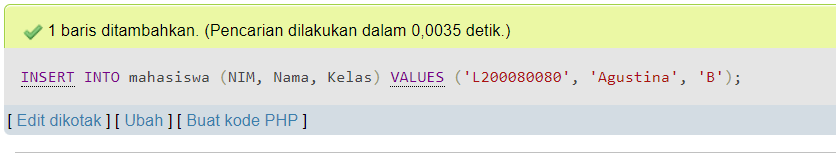 1 baris ditambahkan. (Pencarian dilakukan dalam 0,0035 detik.)
INSERT INTO mahasiswa (NIM, Nama, Kelas) VALUES ('L200080080', 'Agustina', 'B');
[ Edit dikotak ] [ Ubah ] [ Buat kode PHP ]